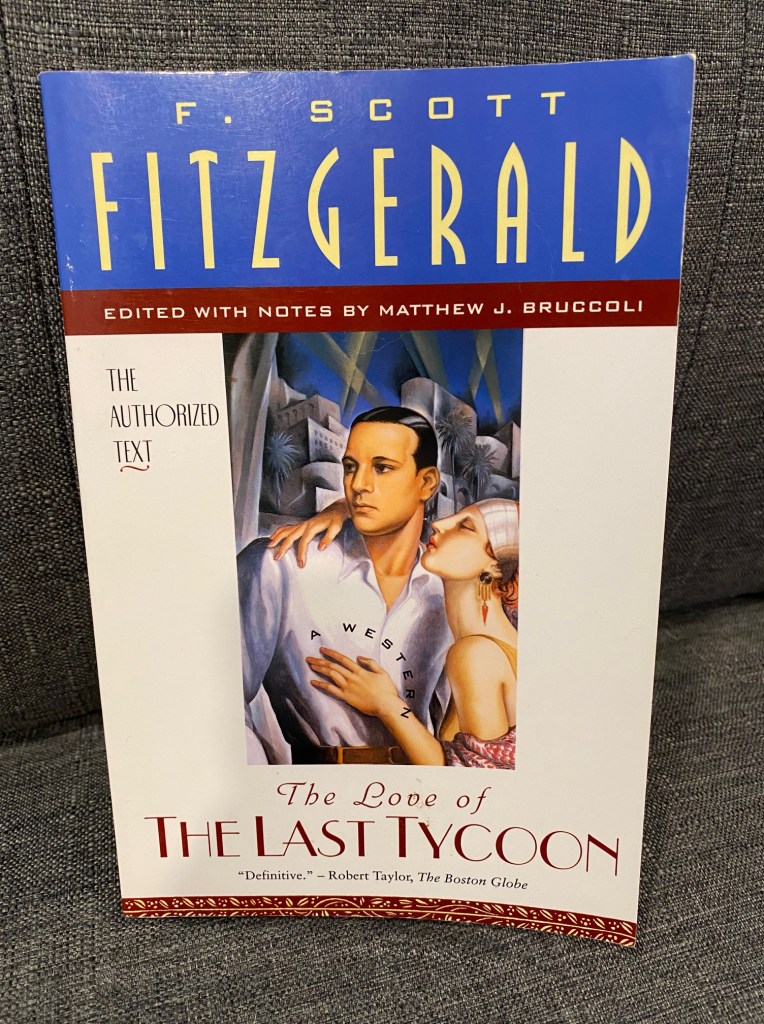 F. SCOTT
FITZGERALD
EDITED WITH NOTES BY MATTHEW J. BRUCCOLI
THE
AUTHORIZED
TEXT
A WESTERN
The Love of
THE LAST TYCOON
“Definitive.” – Robert Taylor, The Boston Globe